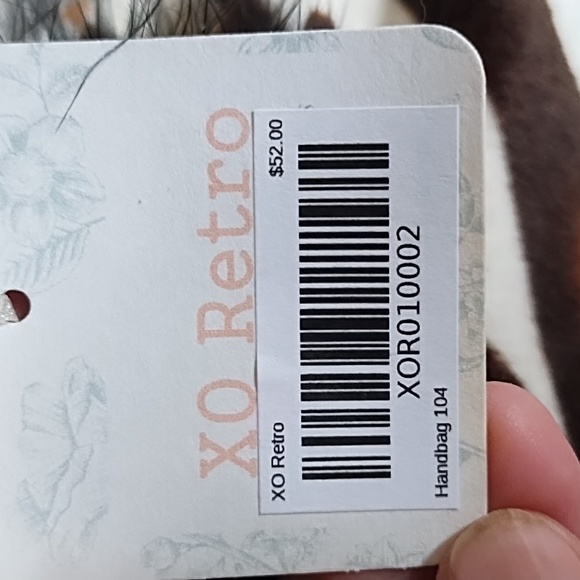 XO Retro
XO Retro $52.00
XOR010002
Handbag 104